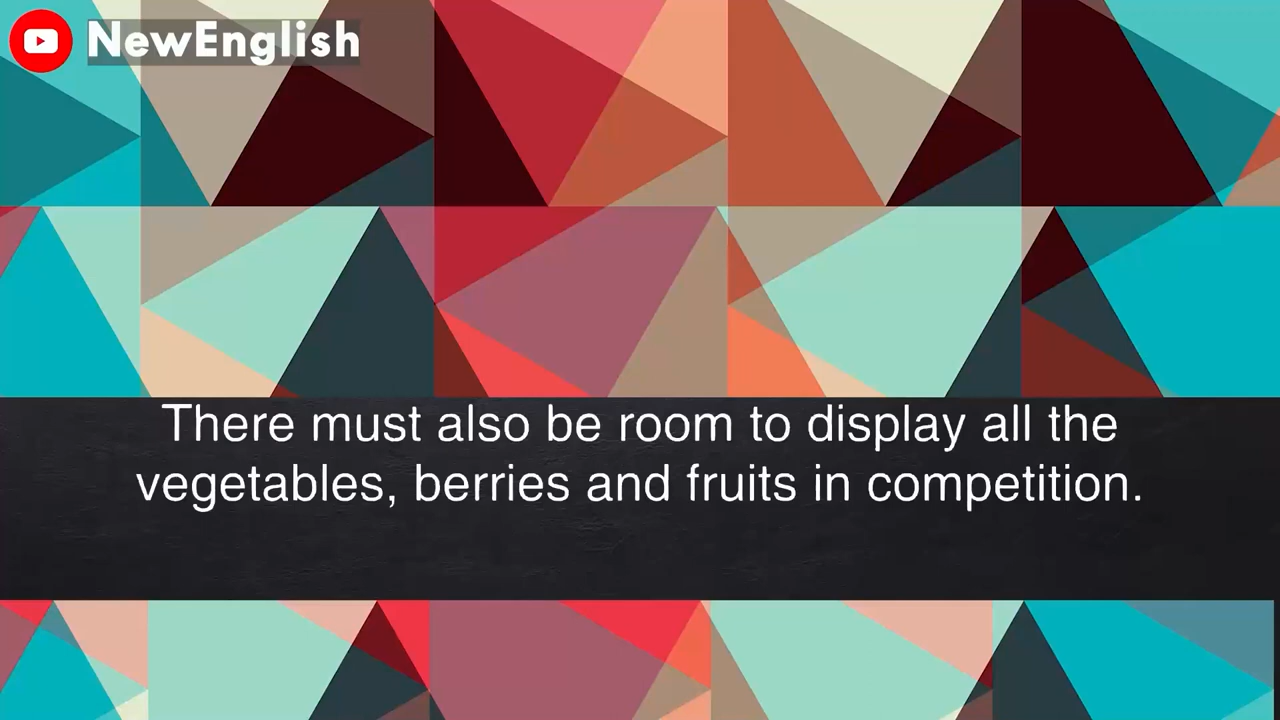 NewEnglish
There must also be room to display all the
vegetables, berries and fruits in competition.